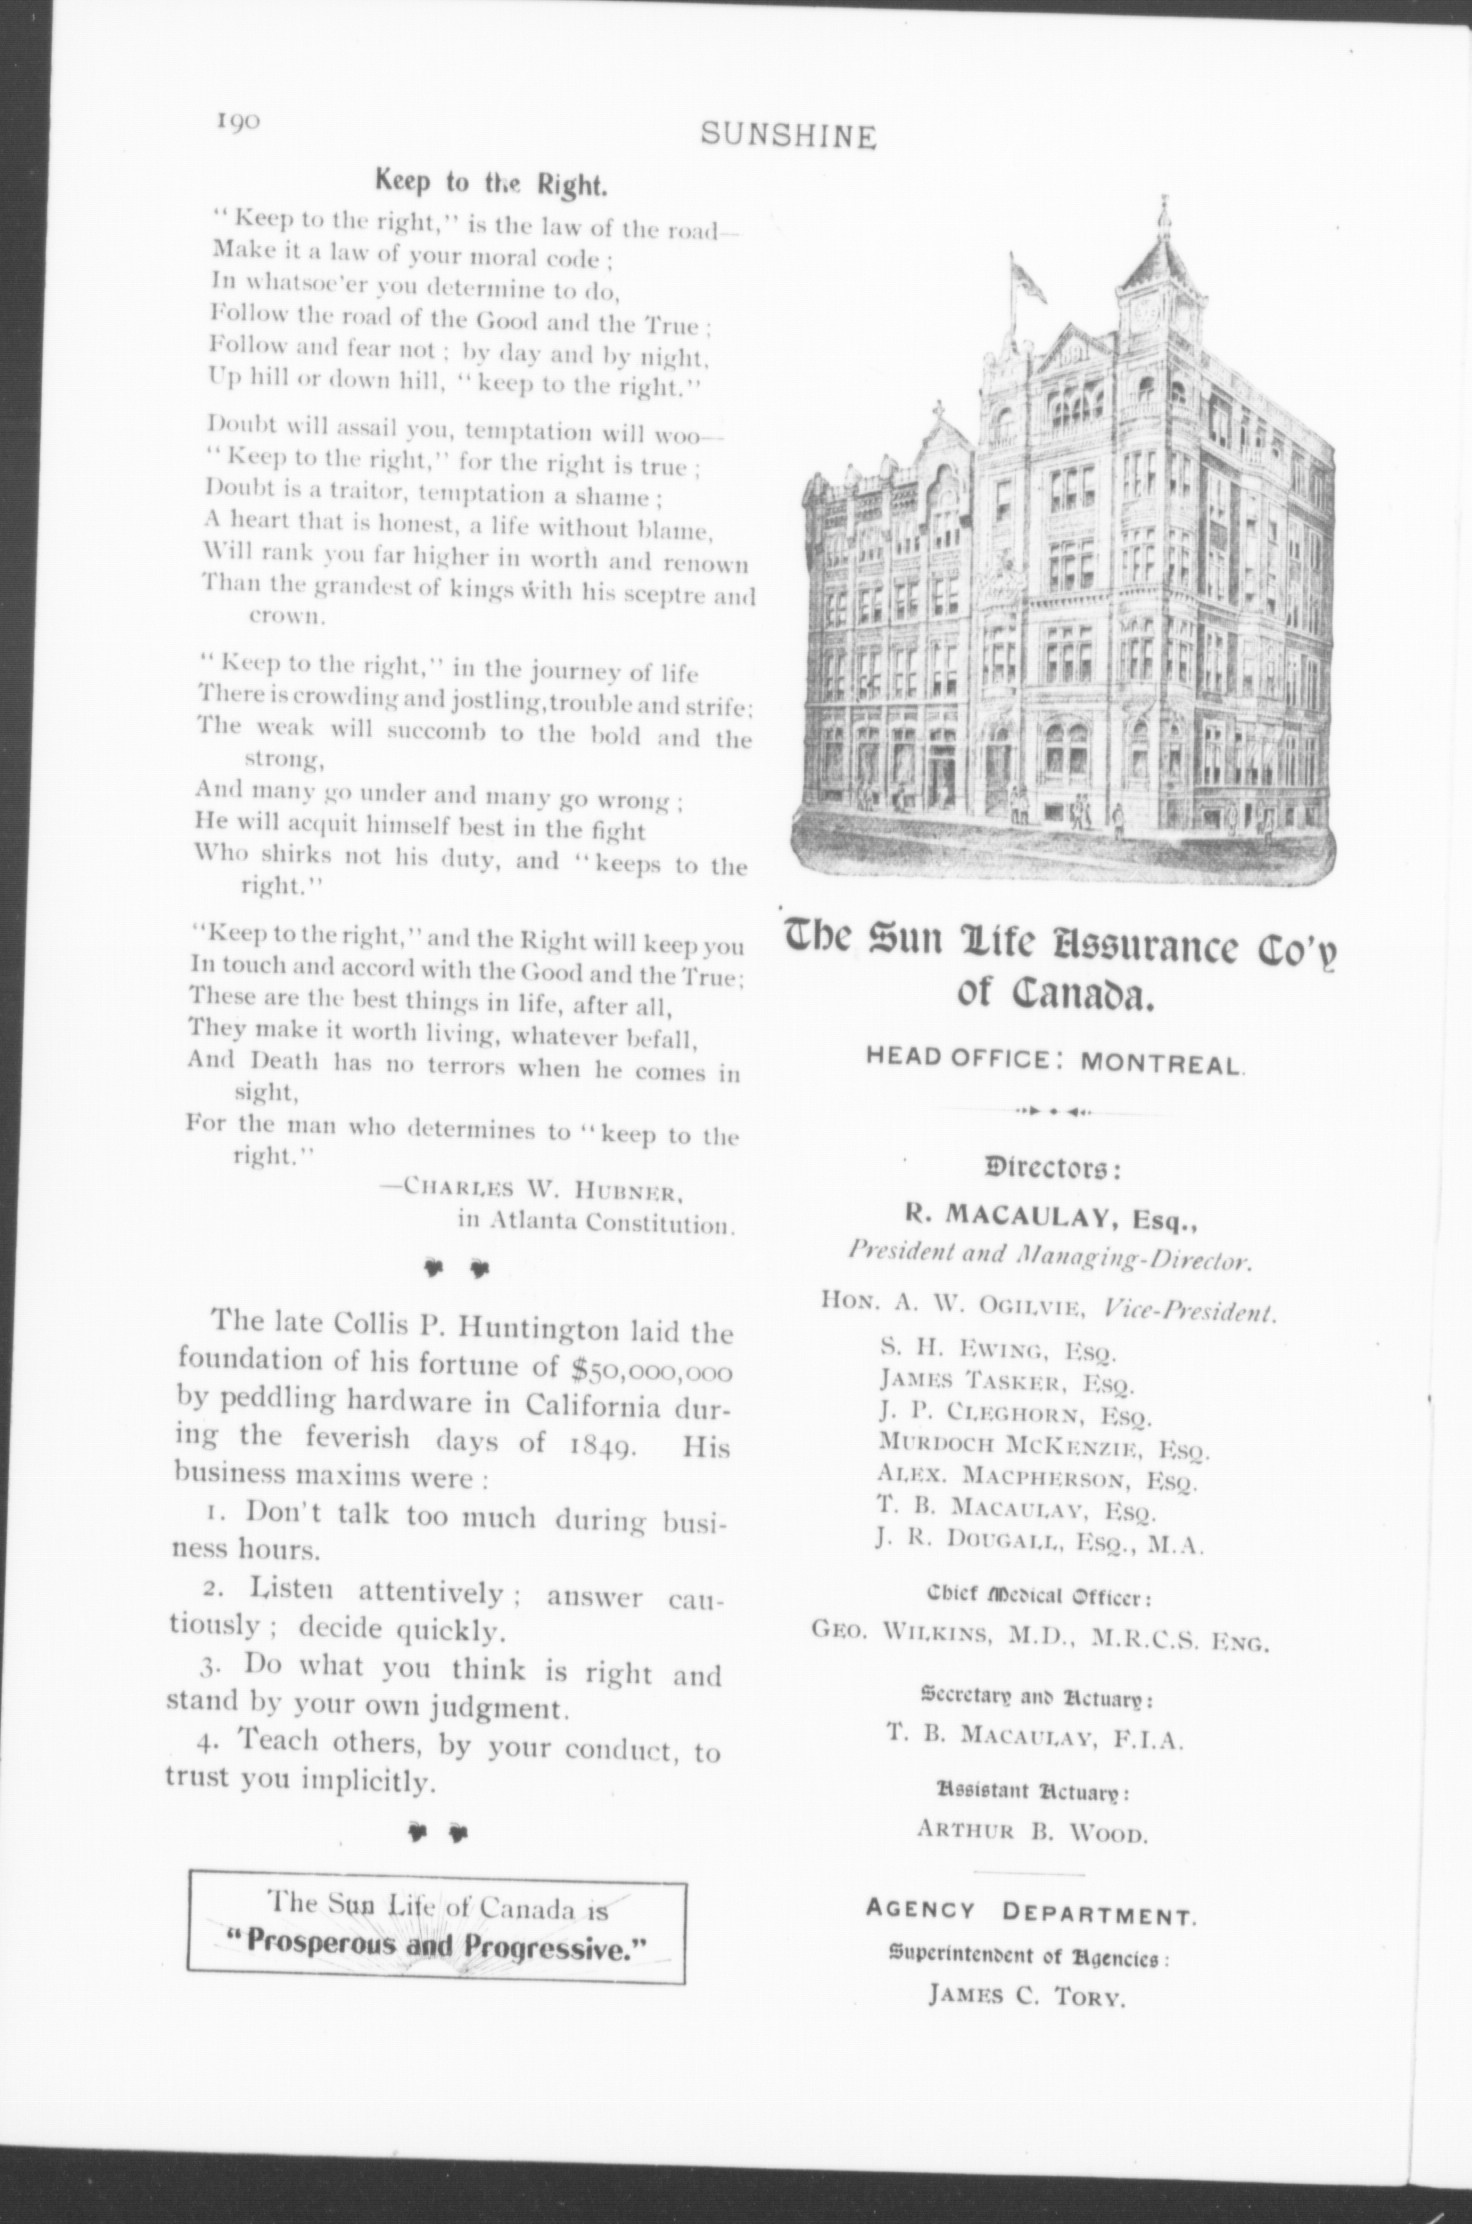 190
SUNSHINE
Keep to the Right.
“Keep to the right,” is the law of the road—
Make it a law of your moral code ;
In whatsoe'er you determine to do,
Follow the road of the Good and the True ;
Follow and fear not ; by day and by night,
Up hill or down hill, “keep to the right.”
Doubt will assail you, temptation will woo—
“Keep to the right,” for the right is true ;
Doubt is a traitor, temptation a shame ;
A heart that is honest, a life without blame,
Will rank you far higher in worth and renown
Than the grandest of kings with his sceptre and
crown.
“Keep to the right,” in the journey of life
There is crowding and jostling, trouble and strife;
The weak will succomb to the bold and the
strong,
And many go under and many go wrong ;
He will acquit himself best in the fight
Who shirks not his duty, and “keeps to the
right.”
“Keep to the right,” and the Right will keep you
In touch and accord with the Good and the True;
These are the best things in life, after all,
They make it worth living, whatever befall,
And Death has no terrors when he comes in
sight,
For the man who determines to “keep to the
right.”
—CHARLES W. HUBNER,
in Atlanta Constitution.
The late Collis P. Huntington laid the
foundation of his fortune of $50,000,000
by peddling hardware in California dur-
ing the feverish days of 1849. His
business maxims were :
1. Don't talk too much during busi-
ness hours.
2. Listen attentively ; answer cau-
tiously ; decide quickly.
3. Do what you think is right and
stand by your own judgment.
4. Teach others, by your conduct, to
trust you implicitly.
The Sun Life of Canada is
“Prosperous and Progressive.”
The Sun Life Assurance Co'y
of Canada.
HEAD OFFICE: MONTREAL.
Directors:
R. MACAULAY, Esq.,
President and Managing-Director.
HON. A. W. OGILVIE, Vice-President.
S. H. EWING, ESQ.
JAMES TASKER, ESQ.
J. P. CLEGHORN, ESQ.
MURDOCH MCKENZIE, ESQ.
ALEX. MACPHERSON, ESQ.
T. B. MACAULAY, ESQ.
J. R. DOUGALL, ESQ., M.A.
Chief Medical Officer:
GEO. WILKINS, M.D., M.R.C.S. ENG.
Secretary and Actuary:
T. B. MACAULAY, F.I.A.
Assistant Actuary:
ARTHUR B. WOOD.
AGENCY DEPARTMENT.
Superintendent of Agencies:
JAMES C. TORY.